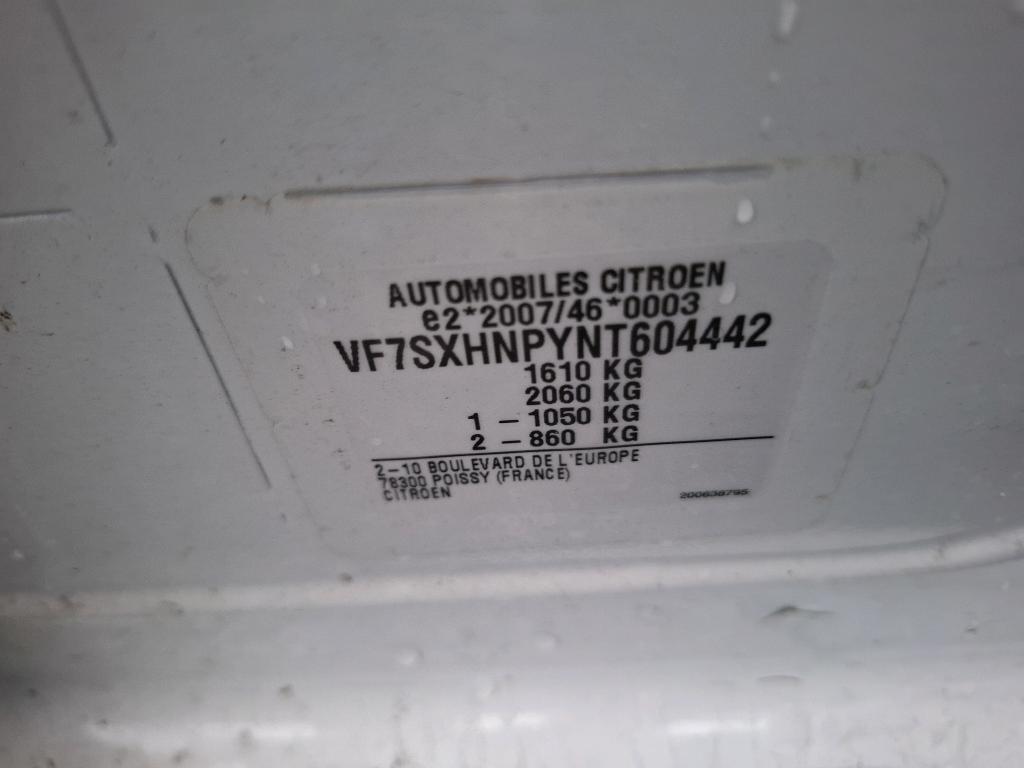 AUTOMOBILES CITROEN
e2*2007/46*0003
VF7SXHNPYNT604442
1610 KG
2060 KG
1 - 1050 KG
2 - 860 KG
2-10 BOULEVARD DE L'EUROPE
78300 POISSY (FRANCE)
CITROEN
200638795